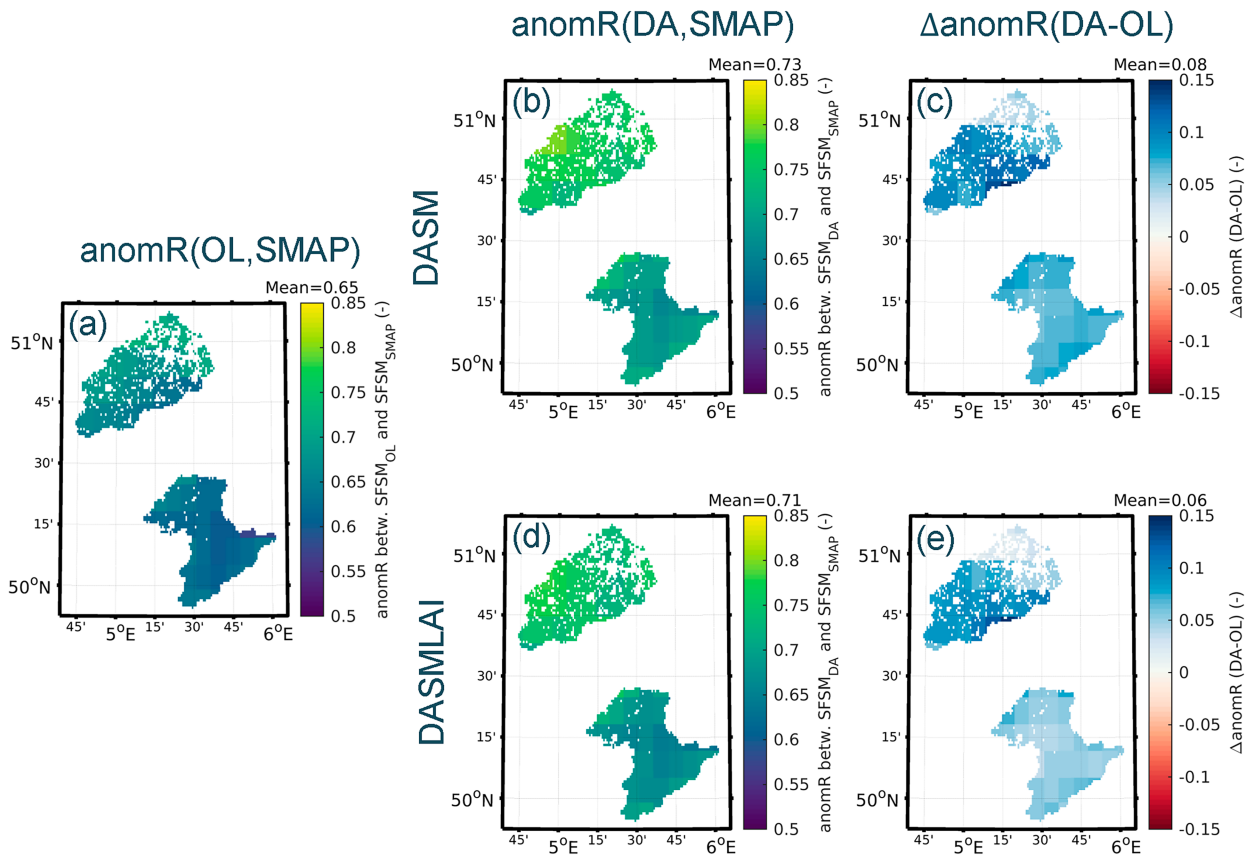 anomR(DA,SMAP)
ΔanomR(DA-OL)
anomR(OL,SMAP)
DASM
DASMLAI
Mean=0.65
(a)
51°N
45'
30'
15'
50°N
45'
5°E
15'
30'
45'
6°E
0.85
0.8
0.75
0.7
0.65
0.6
0.55
0.5
anomR betw. SFSM_OL and SFSM_SMAP (-)
Mean=0.73
(b)
51°N
45'
30'
15'
50°N
45'
5°E
15'
30'
45'
6°E
0.85
0.8
0.75
0.7
0.65
0.6
0.55
0.5
anomR betw. SFSM_DA and SFSM_SMAP (-)
Mean=0.08
(c)
51°N
45'
30'
15'
50°N
45'
5°E
15'
30'
45'
6°E
0.15
0.1
0.05
0
-0.05
-0.1
-0.15
ΔanomR (DA-OL) (-)
Mean=0.71
(d)
51°N
45'
30'
15'
50°N
45'
5°E
15'
30'
45'
6°E
0.85
0.8
0.75
0.7
0.65
0.6
0.55
0.5
anomR betw. SFSM_DA and SFSM_SMAP (-)
Mean=0.06
(e)
51°N
45'
30'
15'
50°N
45'
5°E
15'
30'
45'
6°E
0.15
0.1
0.05
0
-0.05
-0.1
-0.15
ΔanomR (DA-OL) (-)